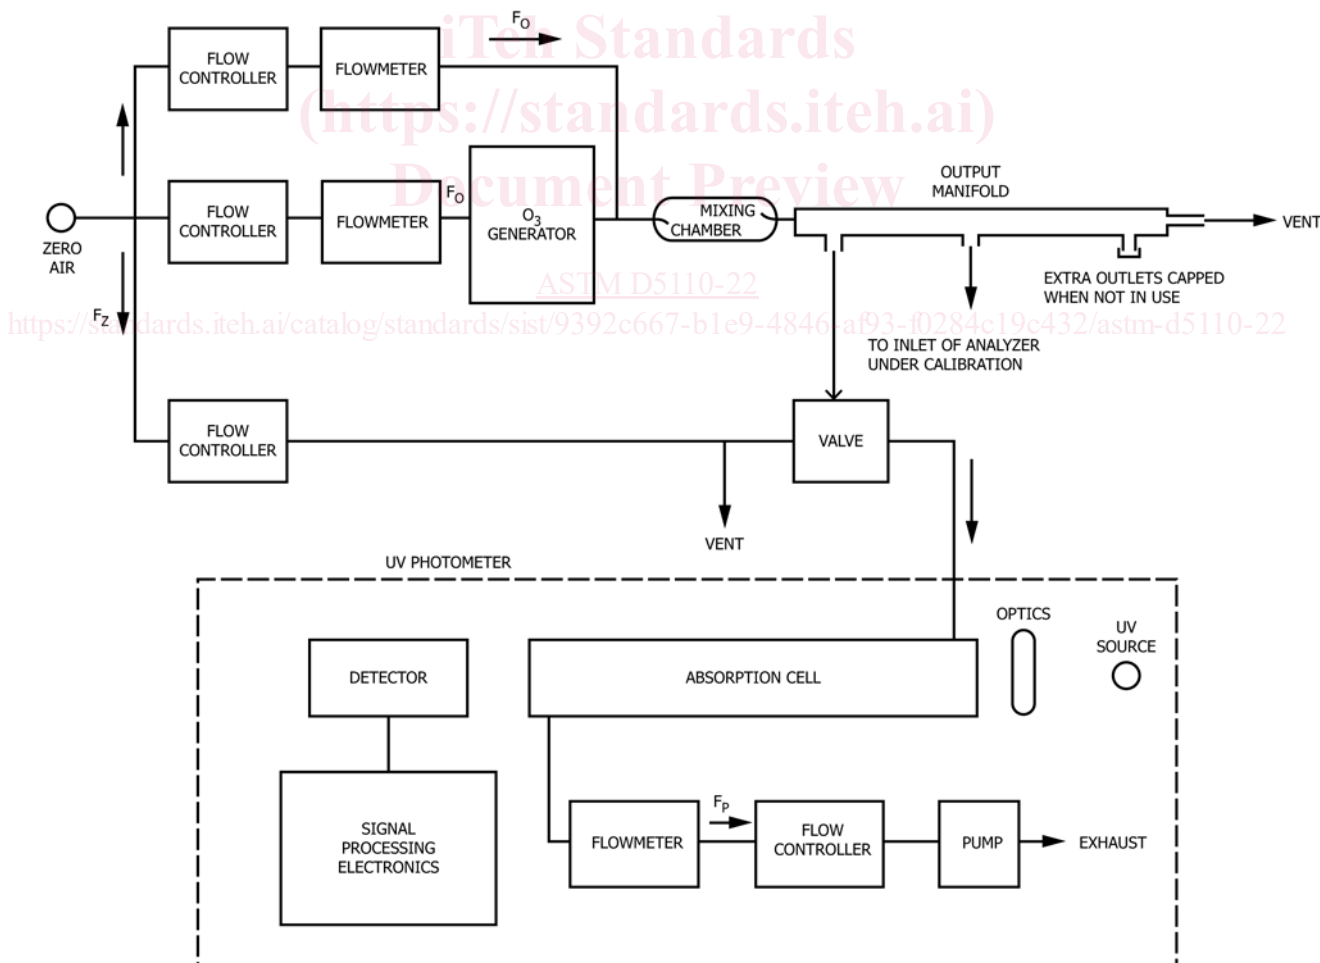 iTeh Standards
(https://standards.iteh.ai)
Document Preview
ASTM D5110-22
https://standards.iteh.ai/catalog/standards/sist/9392c667-b1e9-4846-af93-f0284c19c432/astm-d5110-22
FO
FLOW
CONTROLLER
FLOWMETER
ZERO
AIR
FLOW
CONTROLLER
FLOWMETER
FO
O3
GENERATOR
MIXING
CHAMBER
OUTPUT
MANIFOLD
VENT
EXTRA OUTLETS CAPPED
WHEN NOT IN USE
TO INLET OF ANALYZER
UNDER CALIBRATION
FZ
FLOW
CONTROLLER
VALVE
VENT
UV PHOTOMETER
DETECTOR
ABSORPTION CELL
OPTICS
UV
SOURCE
SIGNAL
PROCESSING
ELECTRONICS
FLOWMETER
FP
FLOW
CONTROLLER
PUMP
EXHAUST